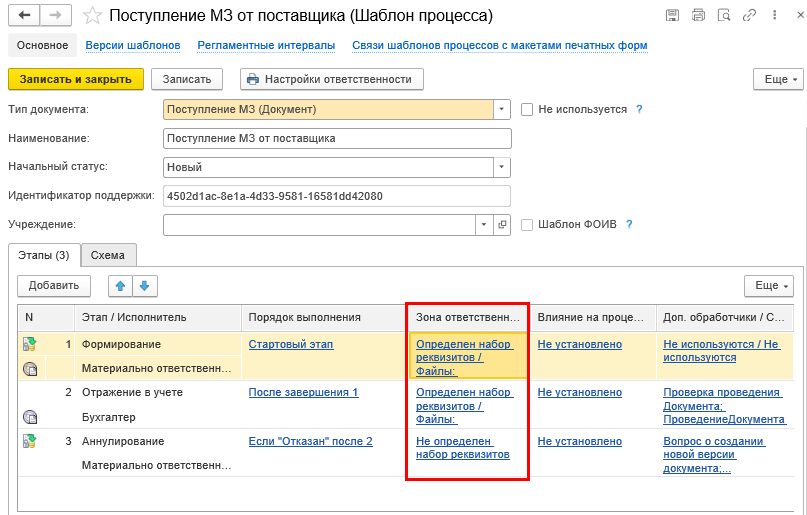 Поступление МЗ от поставщика (Шаблон процесса)
Основное Версии шаблонов Регламентные интервалы Связи шаблонов процессов с макетами печатных форм
Записать и закрыть Записать Настройки ответственности Еще
Тип документа: Поступление МЗ (Документ) Не используется ?
Наименование: Поступление МЗ от поставщика
Начальный статус: Новый
Идентификатор поддержки: 4502d1ac-8e1a-4d33-9581-16581dd42080
Учреждение: Шаблон ФОИВ ?
Этапы (3) Схема
Добавить Еще
N Этап / Исполнитель Порядок выполнения Зона ответственн... Влияние на проце... Доп. обработчики / С...
1 Формирование Стартовый этап Определен набор Не установлено Не используются / Не
реквизитов / используются
Материально ответственн... Файлы:
2 Отражение в учете После завершения 1 Определен набор Не установлено Проверка проведения
реквизитов / Документа;
Бухгалтер Файлы: ПроведениеДокумента
3 Аннулирование Если "Отказан" после 2 Не определен Не установлено Вопрос о создании
набор реквизитов новой версии
Материально ответственн... документа;...